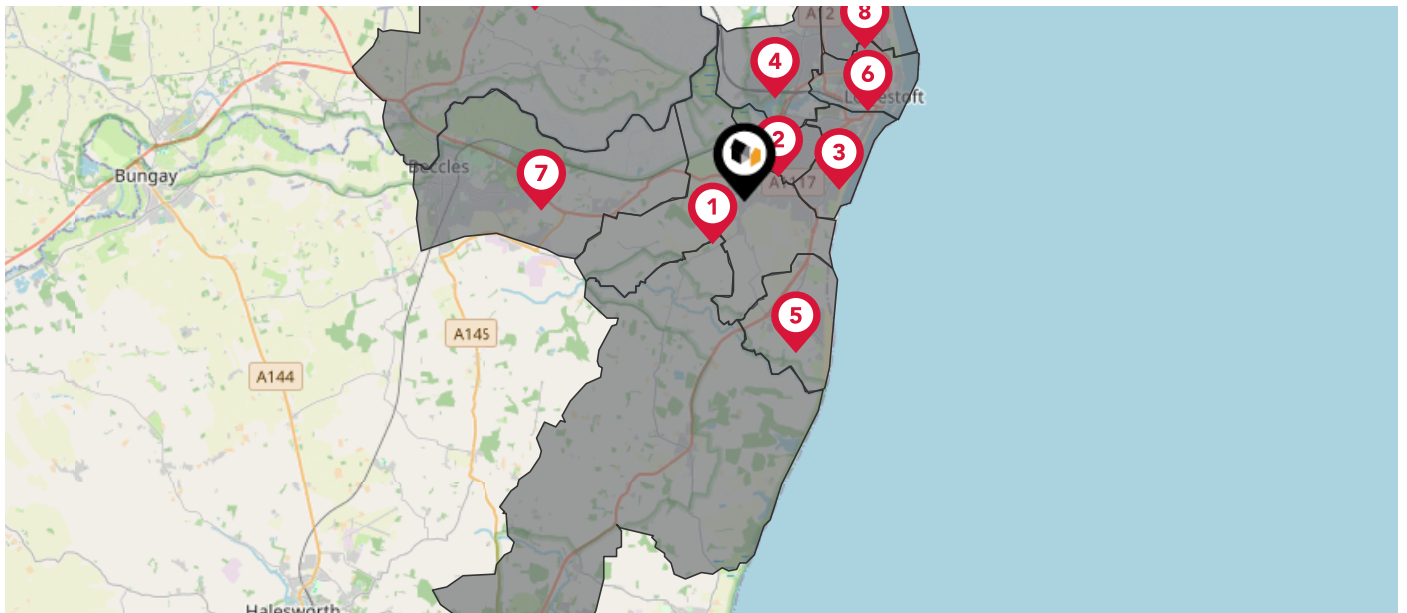 A12
8
4
6
Lowestoft
2
3
Beccles
Bungay
7
A1117
1
5
A145
A144
Halesworth